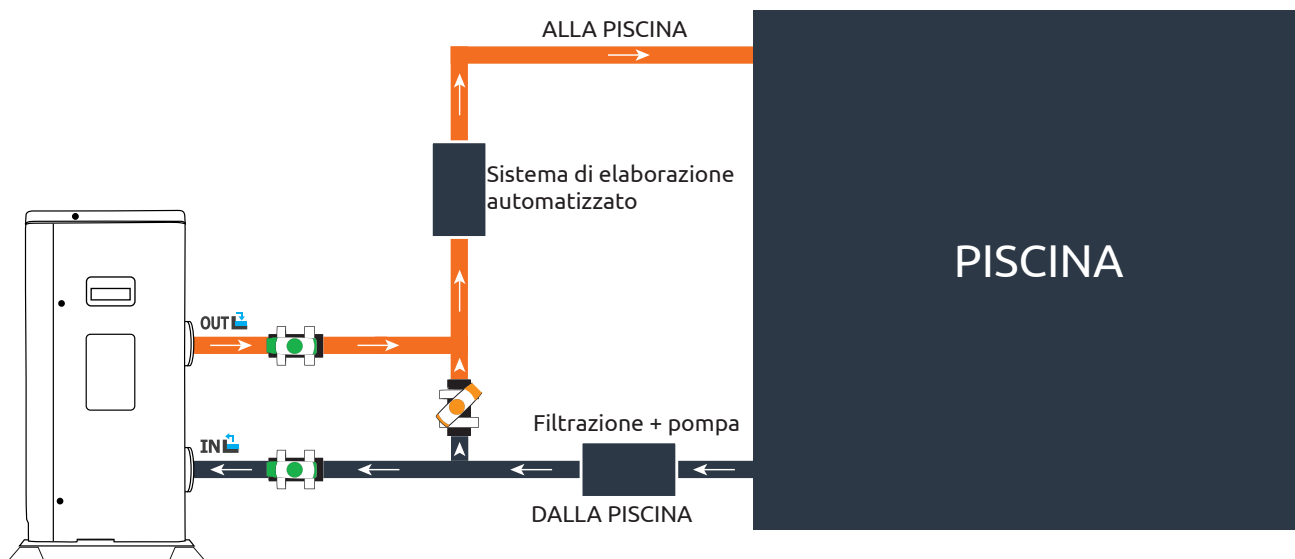 ALLA PISCINA
Sistema di elaborazione
automatizzato
PISCINA
OUT
IN
Filtrazione + pompa
DALLA PISCINA